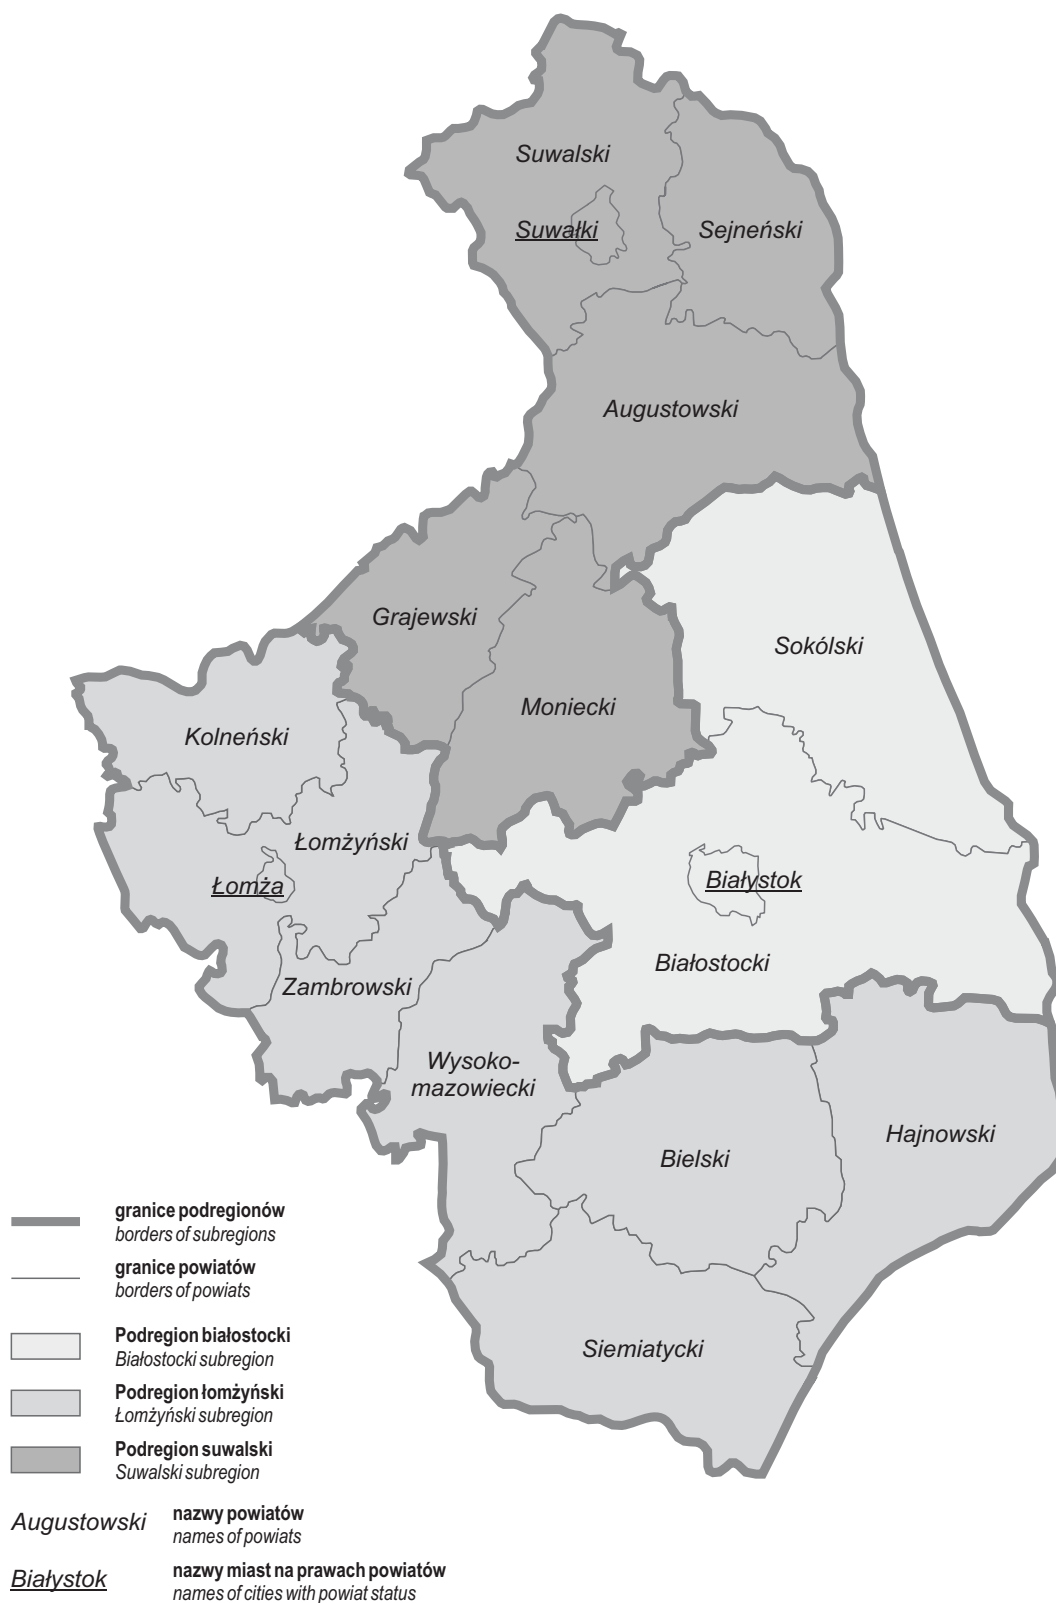 Suwalski
Suwałki
Sejneński
Augustowski
Grajewski
Sokólski
Moniecki
Kolneński
Łomżyński
Łomża
Białystok
Białostocki
Zambrowski
Wysoko-
mazowiecki
Hajnowski
Bielski
Siemiatycki
granice podregionów
borders of subregions
granice powiatów
borders of powiats
Podregion białostocki
Białostocki subregion
Podregion łomżyński
Łomżyński subregion
Podregion suwalski
Suwalski subregion
Augustowski nazwy powiatów
names of powiats
Białystok nazwy miast na prawach powiatów
names of cities with powiat status